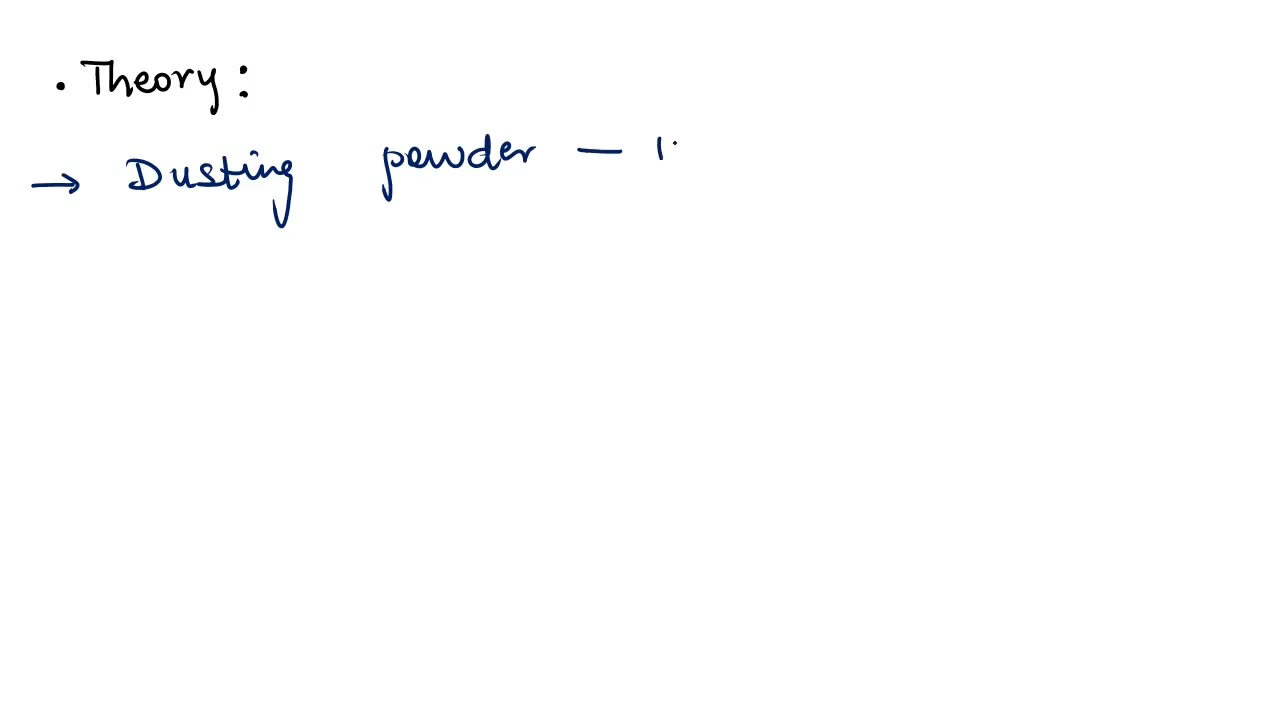 • Theory:
→ Dusting powder –